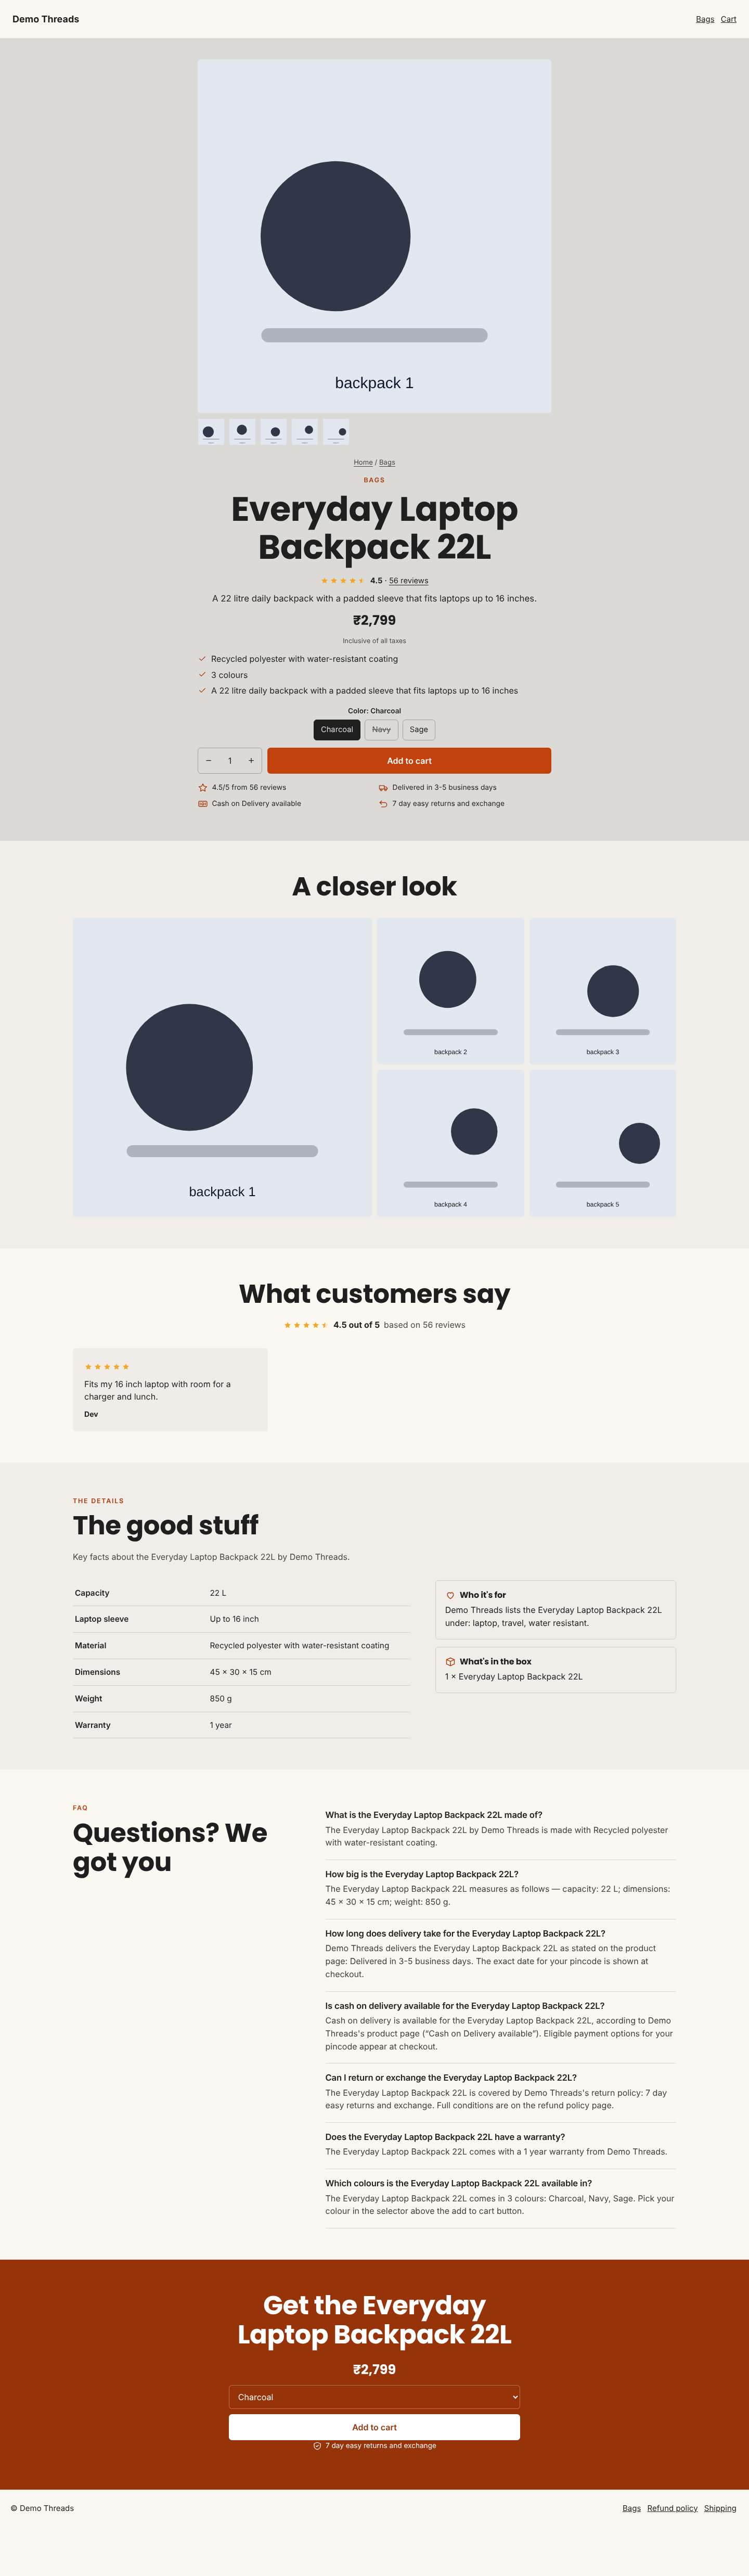 Demo Threads
Bags Cart
backpack 1
Home / Bags
BAGS
Everyday Laptop
Backpack 22L
4.5 · 56 reviews
A 22 litre daily backpack with a padded sleeve that fits laptops up to 16 inches.
₹2,799
Inclusive of all taxes
Recycled polyester with water-resistant coating
3 colours
A 22 litre daily backpack with a padded sleeve that fits laptops up to 16 inches
Color: Charcoal
Charcoal Navy Sage
− 1 + Add to cart
4.5/5 from 56 reviews
Delivered in 3-5 business days
Cash on Delivery available
7 day easy returns and exchange
A closer look
backpack 1
backpack 2
backpack 3
backpack 4
backpack 5
What customers say
4.5 out of 5 based on 56 reviews
Fits my 16 inch laptop with room for a
charger and lunch.
Dev
THE DETAILS
The good stuff
Key facts about the Everyday Laptop Backpack 22L by Demo Threads.
Capacity 22 L
Laptop sleeve Up to 16 inch
Material Recycled polyester with water-resistant coating
Dimensions 45 × 30 × 15 cm
Weight 850 g
Warranty 1 year
Who it's for
Demo Threads lists the Everyday Laptop Backpack 22L
under: laptop, travel, water resistant.
What's in the box
1 × Everyday Laptop Backpack 22L
FAQ
Questions? We
got you
What is the Everyday Laptop Backpack 22L made of?
The Everyday Laptop Backpack 22L by Demo Threads is made with Recycled polyester
with water-resistant coating.
How big is the Everyday Laptop Backpack 22L?
The Everyday Laptop Backpack 22L measures as follows — capacity: 22 L; dimensions:
45 × 30 × 15 cm; weight: 850 g.
How long does delivery take for the Everyday Laptop Backpack 22L?
Demo Threads delivers the Everyday Laptop Backpack 22L as stated on the product
page: Delivered in 3-5 business days. The exact date for your pincode is shown at
checkout.
Is cash on delivery available for the Everyday Laptop Backpack 22L?
Cash on delivery is available for the Everyday Laptop Backpack 22L, according to Demo
Threads's product page ("Cash on Delivery available"). Eligible payment options for your
pincode appear at checkout.
Can I return or exchange the Everyday Laptop Backpack 22L?
The Everyday Laptop Backpack 22L is covered by Demo Threads's return policy: 7 day
easy returns and exchange. Full conditions are on the refund policy page.
Does the Everyday Laptop Backpack 22L have a warranty?
The Everyday Laptop Backpack 22L comes with a 1 year warranty from Demo Threads.
Which colours is the Everyday Laptop Backpack 22L available in?
The Everyday Laptop Backpack 22L comes in 3 colours: Charcoal, Navy, Sage. Pick your
colour in the selector above the add to cart button.
Get the Everyday
Laptop Backpack 22L
₹2,799
Charcoal
Add to cart
7 day easy returns and exchange
© Demo Threads
Bags Refund policy Shipping